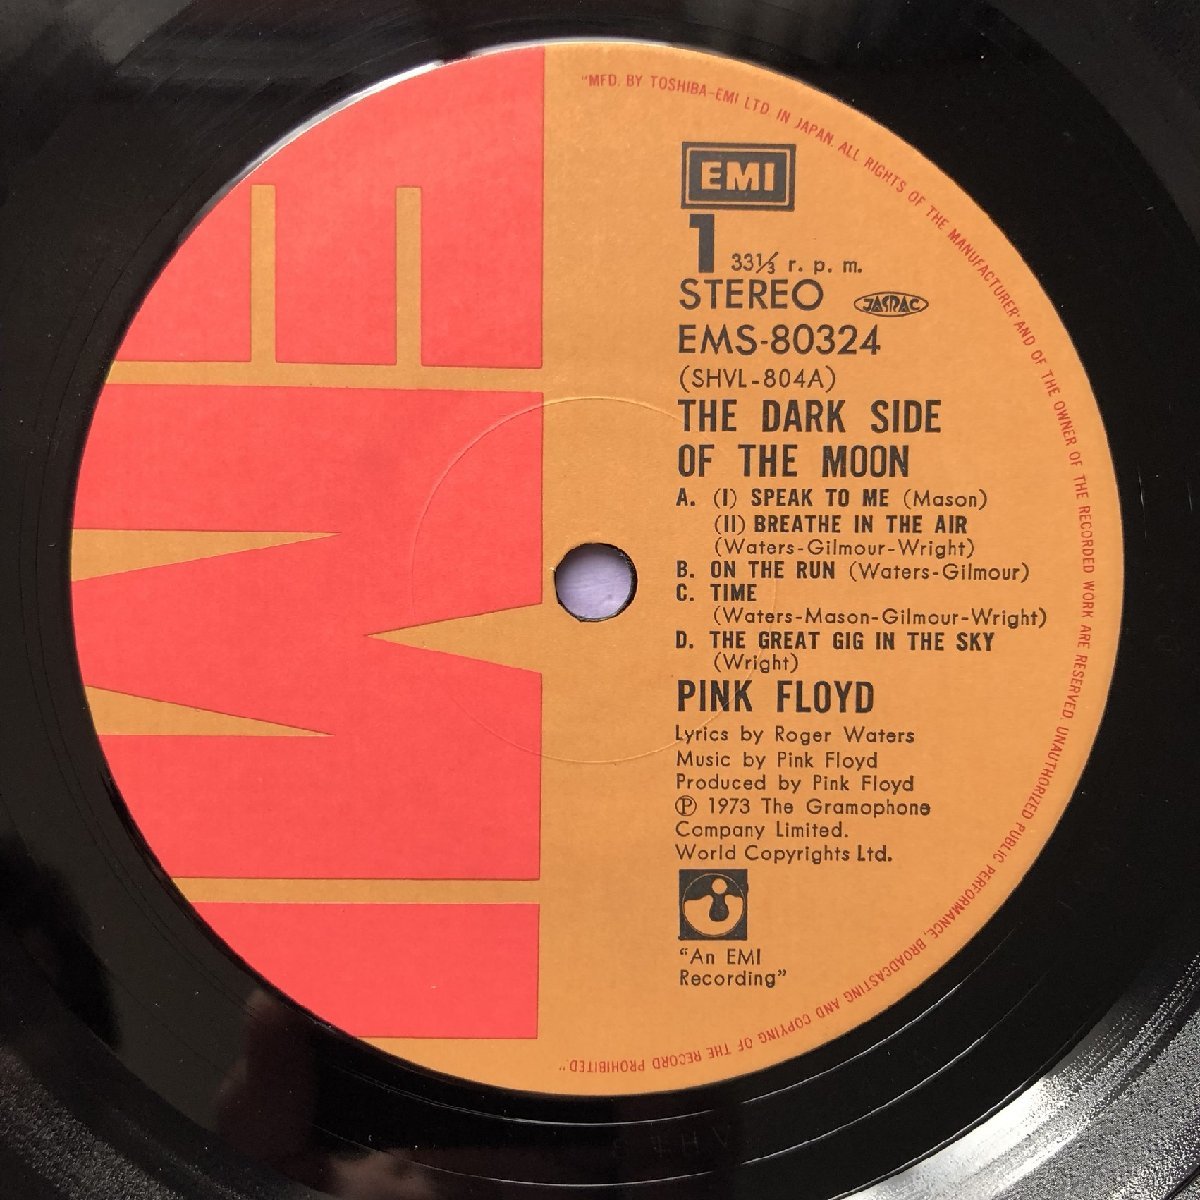 "MFD. BY TOSHIBA-EMI LTD. IN JAPAN. ALL RIGHTS OF THE MANUFACTURER AND OF THE OWNER OF THE RECORDED WORK ARE RESERVED. UNAUTHORIZED PUBLIC PERFORMANCE, BROADCASTING AND COPYING OF THE RECORD PROHIBITED."
EMI
EMI
1 33⅓ r. p. m.
STEREO JASRAC
EMS-80324
(SHVL-804A)
THE DARK SIDE
OF THE MOON
A. (I) SPEAK TO ME (Mason)
(II) BREATHE IN THE AIR
(Waters-Gilmour-Wright)
B. ON THE RUN (Waters-Gilmour)
C. TIME
(Waters-Mason-Gilmour-Wright)
D. THE GREAT GIG IN THE SKY
(Wright)
PINK FLOYD
Lyrics by Roger Waters
Music by Pink Floyd
Produced by Pink Floyd
℗ 1973 The Gramophone
Company Limited.
World Copyrights Ltd.
"An EMI
Recording"